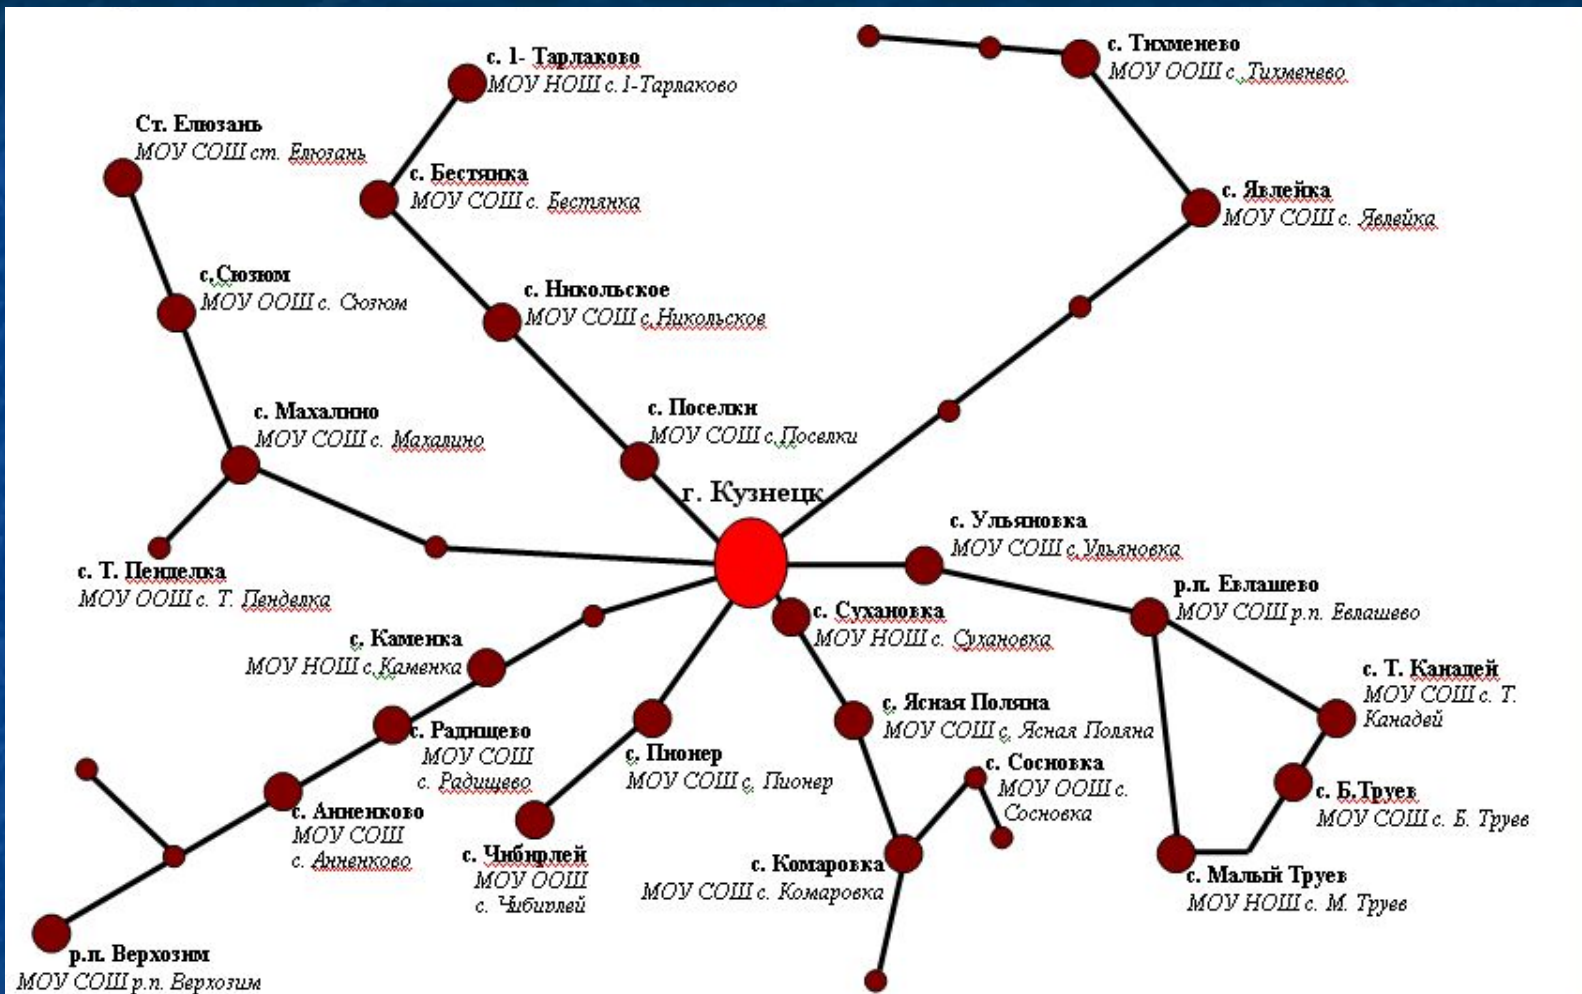 с. 1- Тарлаково
МОУ НОШ с. 1-Тарлаково
с. Тихменево
МОУ ООШ с. Тихменево
Ст. Елюзань
МОУ СОШ ст. Елюзань
с. Бестянка
МОУ СОШ с. Бестянка
с. Явлейка
МОУ СОШ с. Явлейка
с.Сюзюм
МОУ ООШ с. Сюзюм
с. Никольское
МОУ СОШ с.Никольское
с. Махалино
МОУ СОШ с. Махалино
с. Поселки
МОУ СОШ с.Поселки
г. Кузнецк
с. Ульяновка
МОУ СОШ с.Ульяновка
с. Т. Пенделка
МОУ ООШ с. Т. Пенделка
р.п. Евлашево
МОУ СОШ р.п. Евлашево
с. Каменка
МОУ НОШ с.Каменка
с. Сухановка
МОУ НОШ с. Сухановка
с. Т. Канадей
МОУ СОШ с. Т.
Канадей
с. Радищево
МОУ СОШ
с. Радищево
с. Ясная Поляна
МОУ СОШ с. Ясная Поляна
с. Пионер
МОУ СОШ с. Пионер
с. Сосновка
МОУ ООШ с.
Сосновка
с. Б.Труев
МОУ СОШ с. Б. Труев
с. Анненково
МОУ СОШ
с. Анненково
с. Чибирлей
МОУ ООШ
с. Чибирлей
с. Комаровка
МОУ СОШ с. Комаровка
с. Малый Труев
МОУ НОШ с. М. Труев
р.п. Верхозим
МОУ СОШ р.п. Верхозим